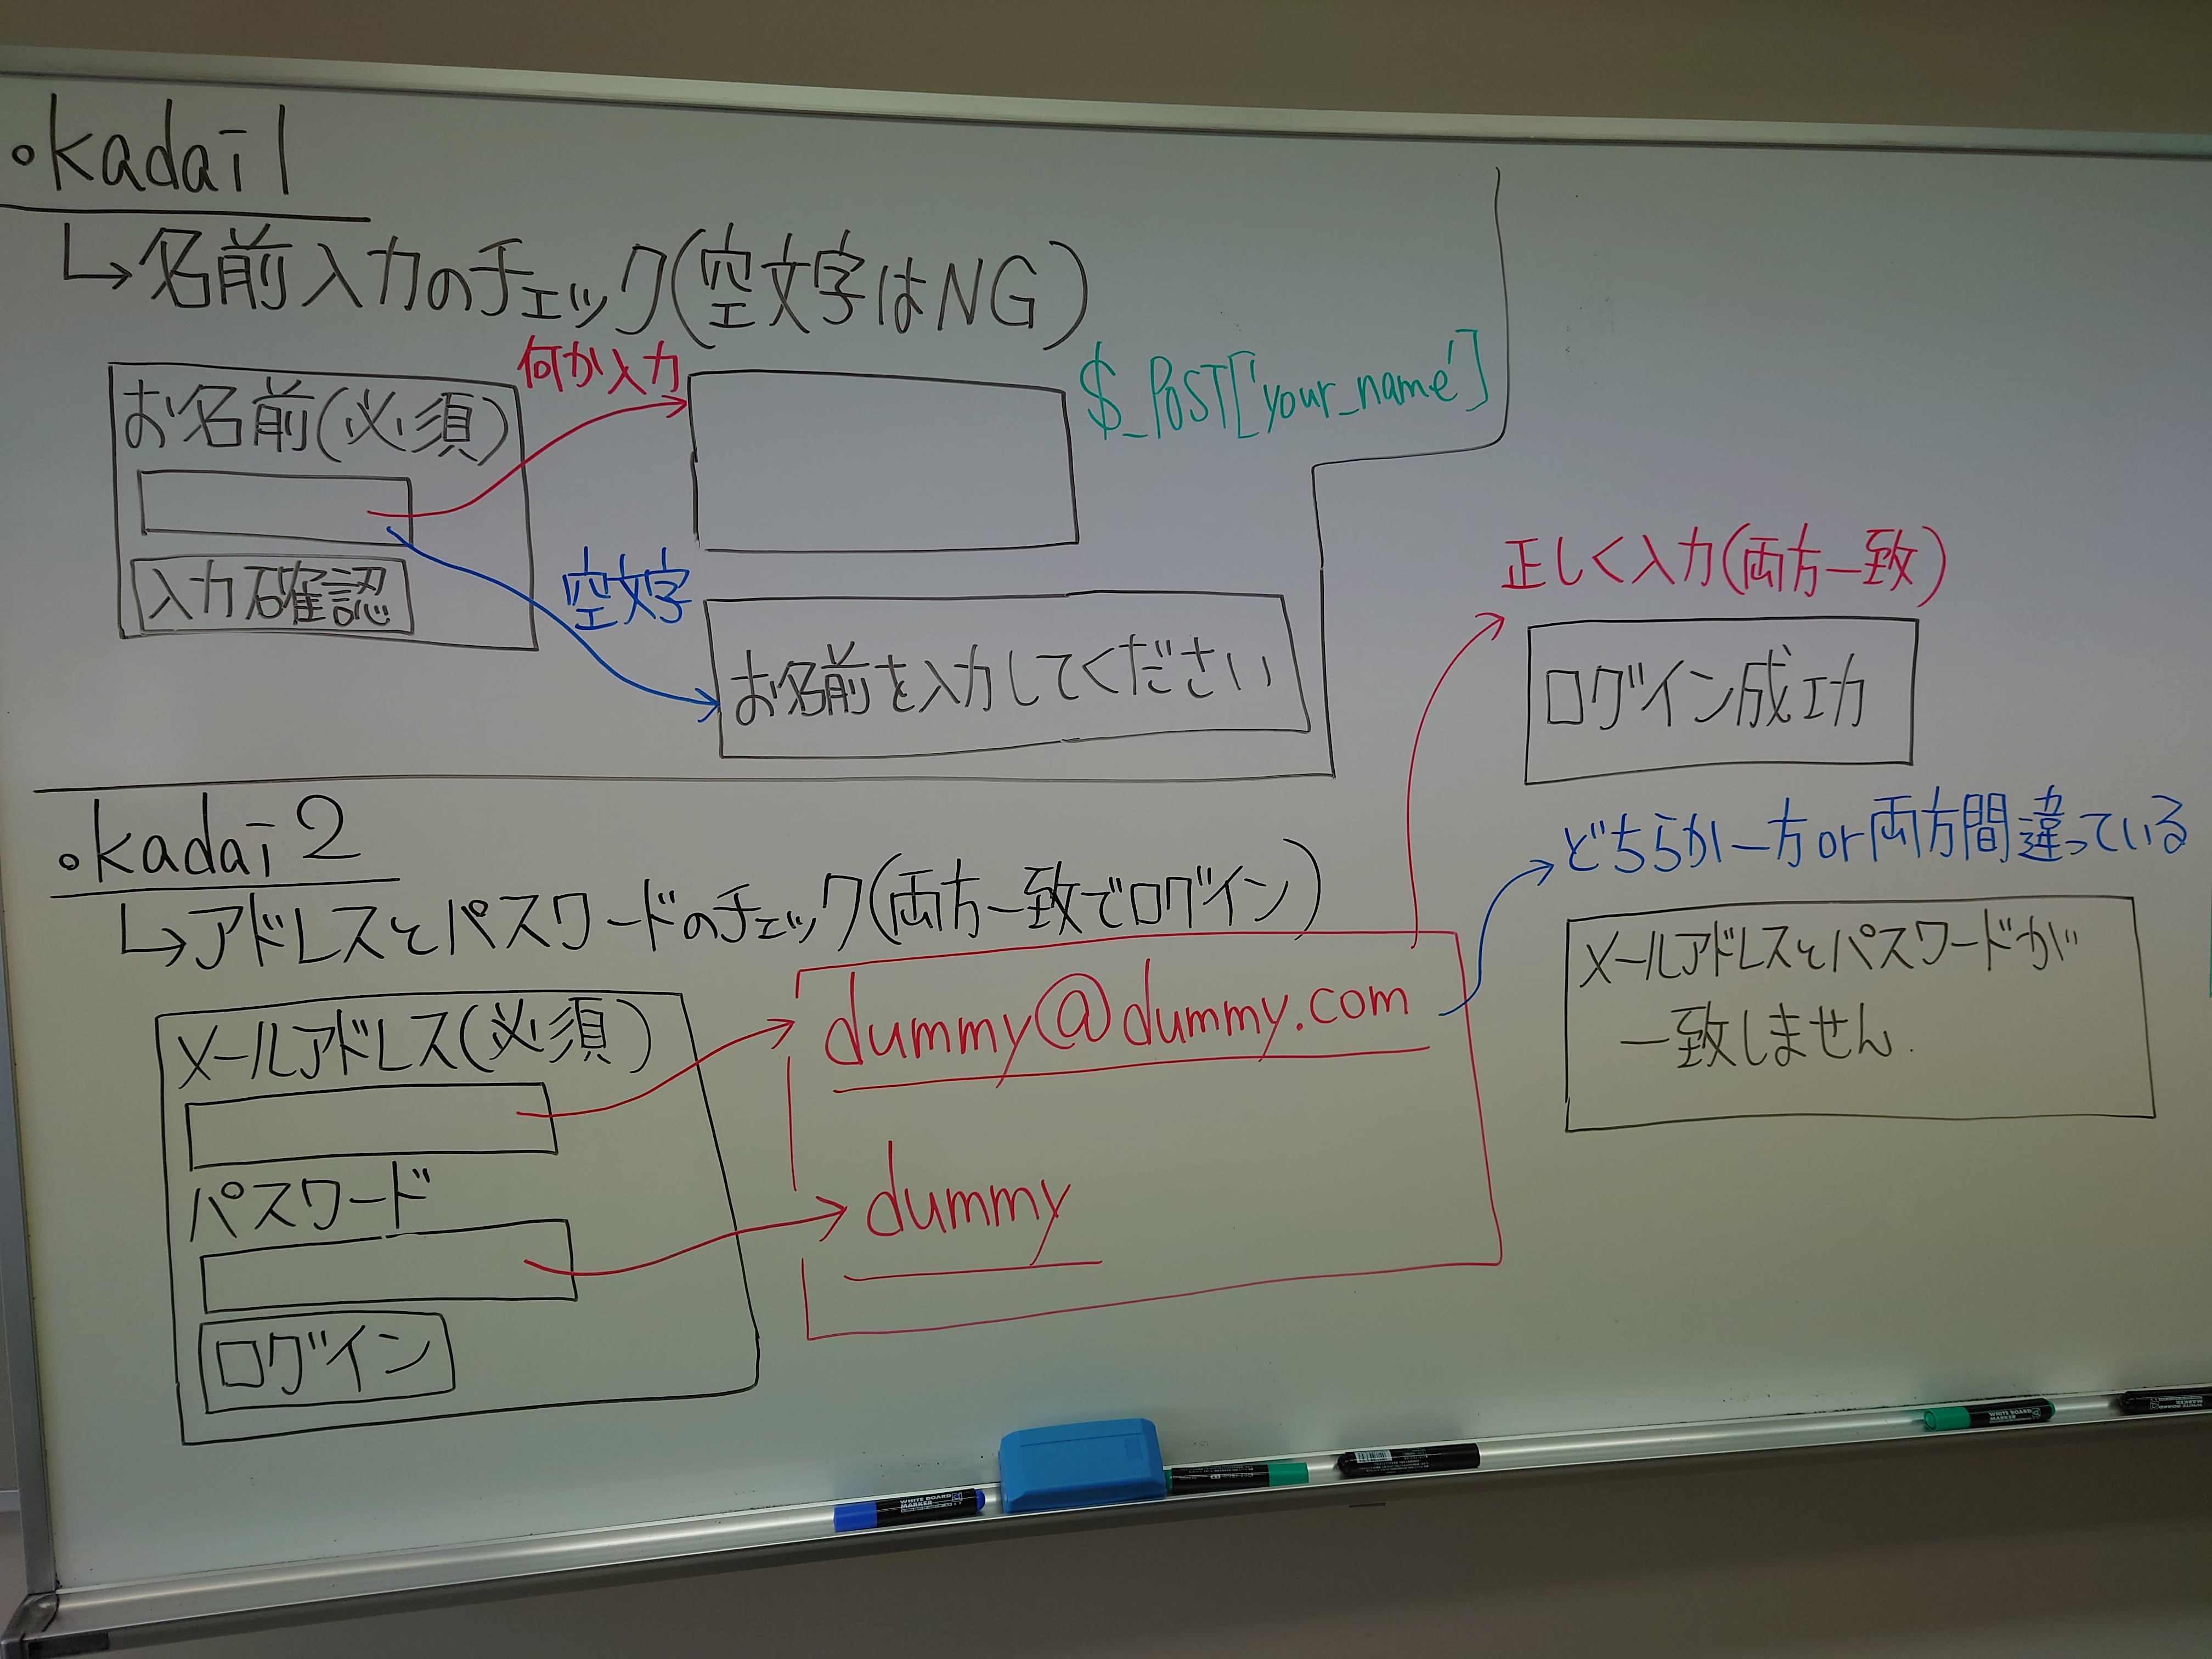 ・kadai1
↳名前入力のチェック(空文字はNG)
お名前(必須)
入力確認
何か入力
$_POST['your_name']
空文字
お名前を入力してください
・kadai2
↳アドレスとパスワードのチェック(両方一致でログイン)
メールアドレス(必須)
パスワード
ログイン
dummy@dummy.com
dummy
正しく入力(両方一致)
ログイン成功
どちらか一方or両方間違っている
メールアドレスとパスワードが
一致しません.
WHITE BOARD
MARKER
WHITE BOARD
MARKER